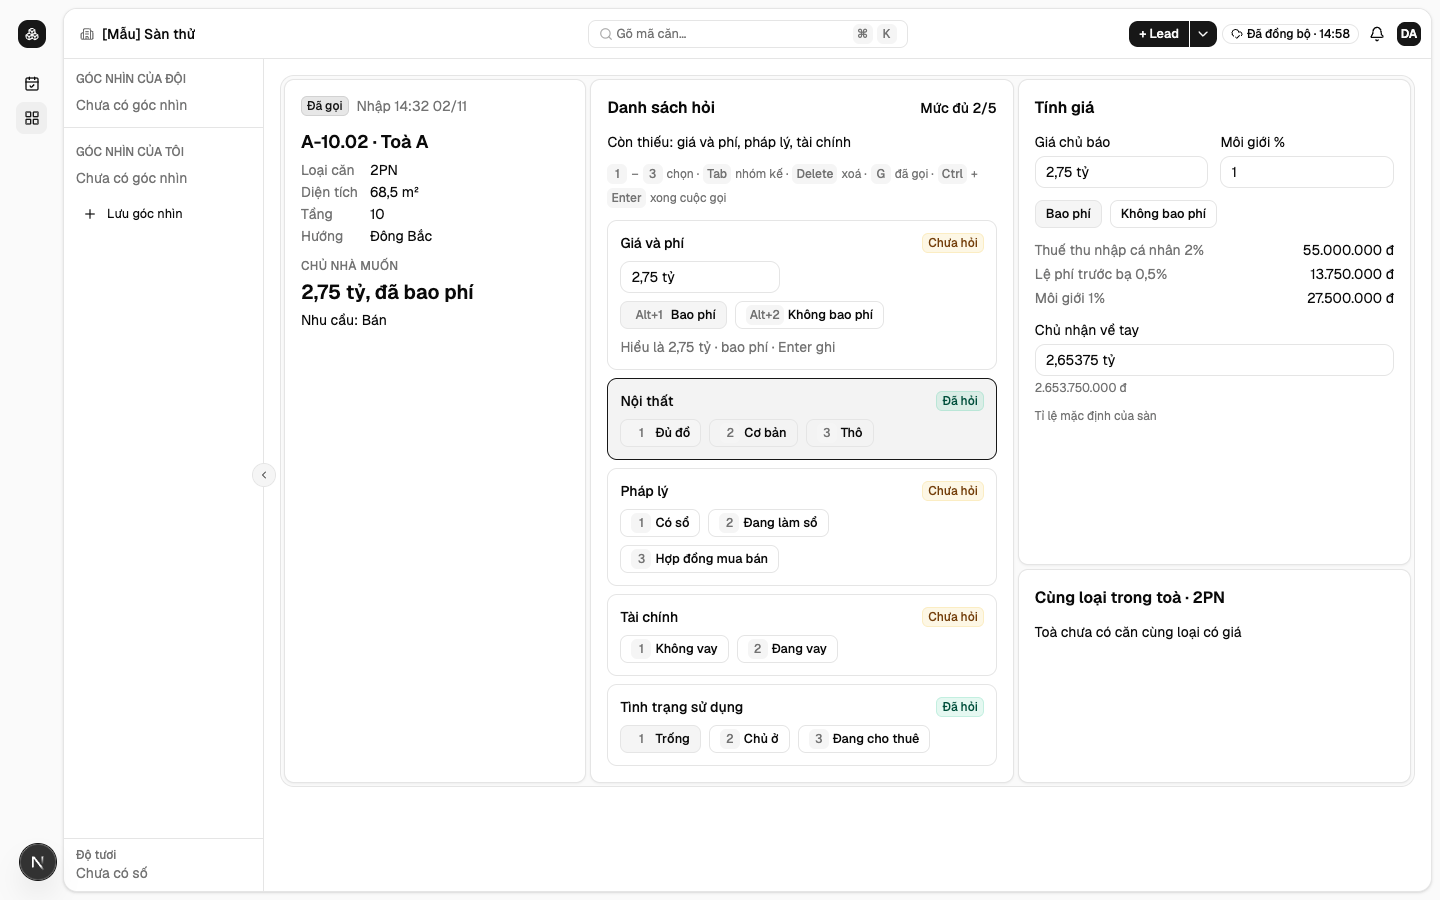 [Mẫu] Sàn thử
Gõ mã căn...
⌘ K
+ Lead
Đã đồng bộ · 14:58
DA
GÓC NHÌN CỦA ĐỘI
Chưa có góc nhìn
GÓC NHÌN CỦA TÔI
Chưa có góc nhìn
+ Lưu góc nhìn
Độ tươi
Chưa có số
N
Đã gọi Nhập 14:32 02/11
A-10.02 · Toà A
Loại căn 2PN
Diện tích 68,5 m²
Tầng 10
Hướng Đông Bắc
CHỦ NHÀ MUỐN
2,75 tỷ, đã bao phí
Nhu cầu: Bán
Danh sách hỏi Mức đủ 2/5
Còn thiếu: giá và phí, pháp lý, tài chính
1 – 3 chọn · Tab nhóm kế · Delete xoá · G đã gọi · Ctrl +
Enter xong cuộc gọi
Giá và phí Chưa hỏi
2,75 tỷ
Alt+1 Bao phí Alt+2 Không bao phí
Hiểu là 2,75 tỷ · bao phí · Enter ghi
Nội thất Đã hỏi
1 Đủ đồ 2 Cơ bản 3 Thô
Pháp lý Chưa hỏi
1 Có sổ 2 Đang làm sổ
3 Hợp đồng mua bán
Tài chính Chưa hỏi
1 Không vay 2 Đang vay
Tình trạng sử dụng Đã hỏi
1 Trống 2 Chủ ở 3 Đang cho thuê
Tính giá
Giá chủ báo Môi giới %
2,75 tỷ 1
Bao phí Không bao phí
Thuế thu nhập cá nhân 2% 55.000.000 đ
Lệ phí trước bạ 0,5% 13.750.000 đ
Môi giới 1% 27.500.000 đ
Chủ nhận về tay
2,65375 tỷ
2.653.750.000 đ
Tỉ lệ mặc định của sàn
Cùng loại trong toà · 2PN
Toà chưa có căn cùng loại có giá